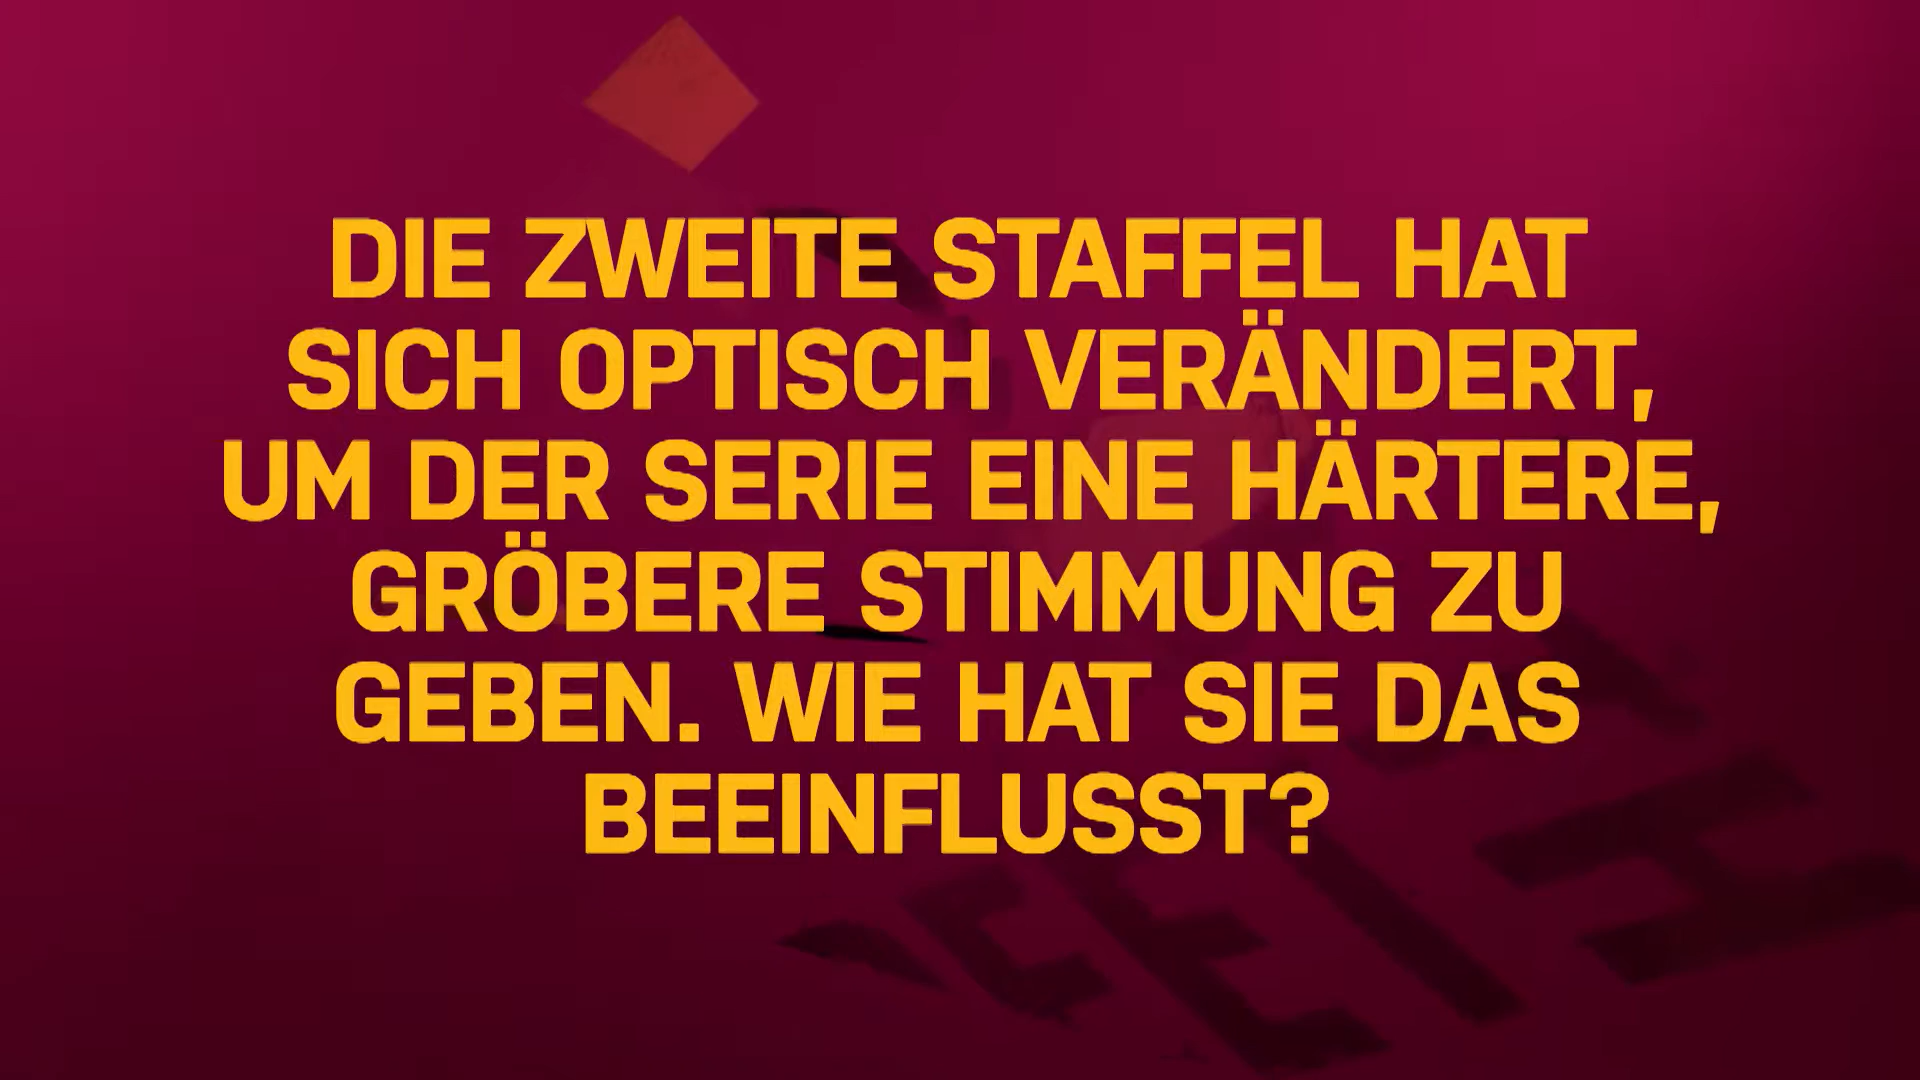 DIE ZWEITE STAFFEL HAT
SICH OPTISCH VERÄNDERT,
UM DER SERIE EINE HÄRTERE,
GRÖBERE STIMMUNG ZU
GEBEN. WIE HAT SIE DAS
BEEINFLUSST?